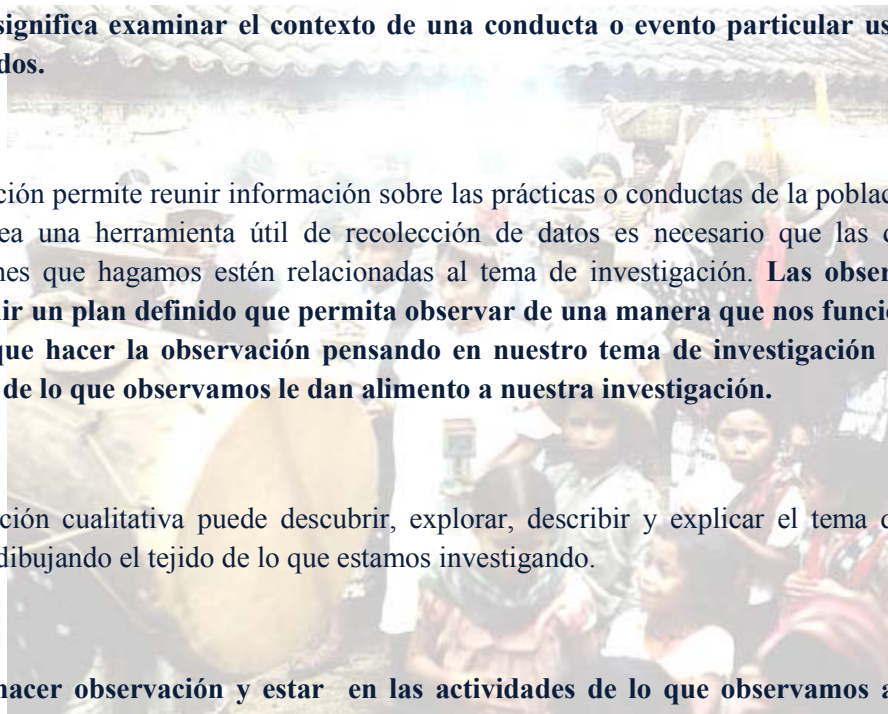 significa examinar el contexto de una conducta o evento particular us
dos.
ción permite reunir información sobre las prácticas o conductas de la poblac
ea una herramienta útil de recolección de datos es necesario que las
nes que hagamos estén relacionadas al tema de investigación. Las obser
ir un plan definido que permita observar de una manera que nos funcio
que hacer la observación pensando en nuestro tema de investigación
de lo que observamos le dan alimento a nuestra investigación.
ción cualitativa puede descubrir, explorar, describir y explicar el tema
dibujando el tejido de lo que estamos investigando.
hacer observación y estar en las actividades de lo que observamos a